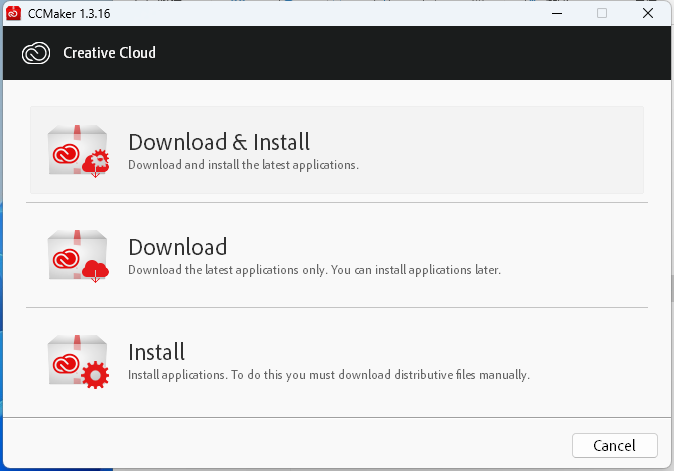 CCMaker 1.3.16
Creative Cloud
Download & Install
Download and install the latest applications.
Download
Download the latest applications only. You can install applications later.
Install
Install applications. To do this you must download distributive files manually.
Cancel